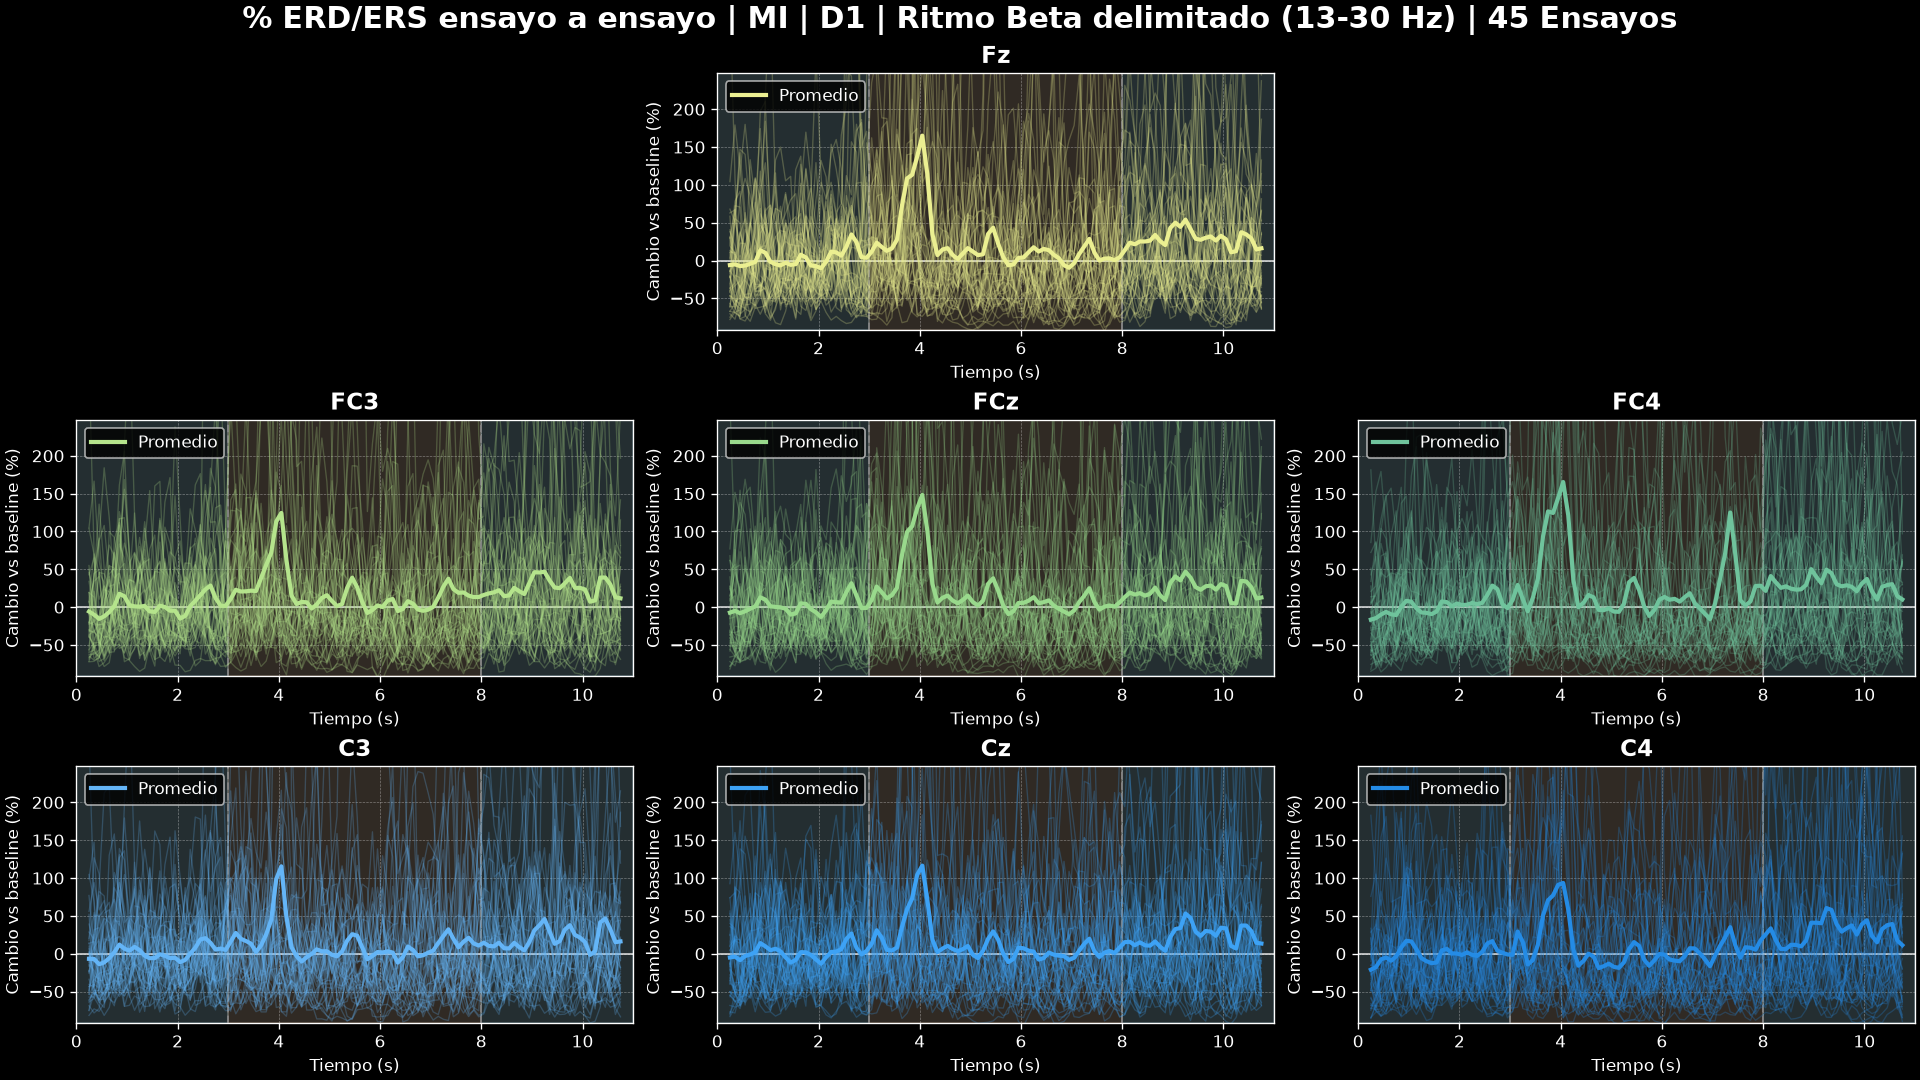 % ERD/ERS ensayo a ensayo | MI | D1 | Ritmo Beta delimitado (13-30 Hz) | 45 Ensayos
Fz
Promedio
Cambio vs baseline (%)
200
150
100
50
0
−50
0 2 4 6 8 10
Tiempo (s)
FC3
Promedio
Cambio vs baseline (%)
200
150
100
50
0
−50
0 2 4 6 8 10
Tiempo (s)
FCz
Promedio
Cambio vs baseline (%)
200
150
100
50
0
−50
0 2 4 6 8 10
Tiempo (s)
FC4
Promedio
Cambio vs baseline (%)
200
150
100
50
0
−50
0 2 4 6 8 10
Tiempo (s)
C3
Promedio
Cambio vs baseline (%)
200
150
100
50
0
−50
0 2 4 6 8 10
Tiempo (s)
Cz
Promedio
Cambio vs baseline (%)
200
150
100
50
0
−50
0 2 4 6 8 10
Tiempo (s)
C4
Promedio
Cambio vs baseline (%)
200
150
100
50
0
−50
0 2 4 6 8 10
Tiempo (s)